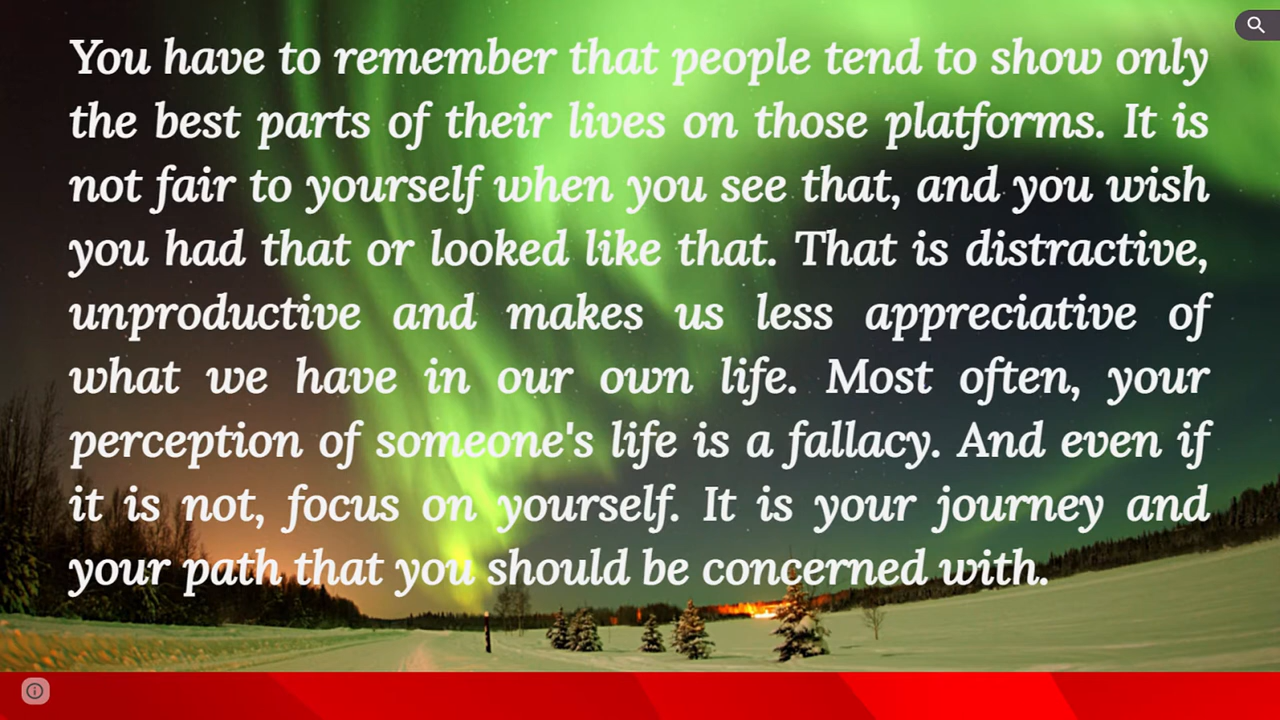 You have to remember that people tend to show only
the best parts of their lives on those platforms. It is
not fair to yourself when you see that, and you wish
you had that or looked like that. That is distractive,
unproductive and makes us less appreciative of
what we have in our own life. Most often, your
perception of someone's life is a fallacy. And even if
it is not, focus on yourself. It is your journey and
your path that you should be concerned with.